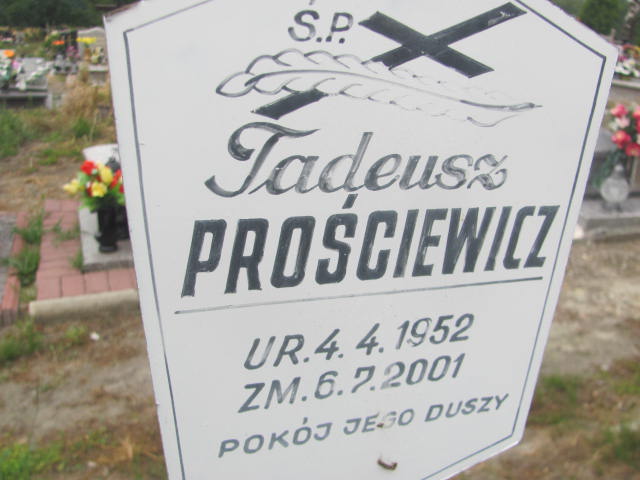 Ś.P.
Tadeusz
PROŚCIEWICZ
UR. 4. 4. 1952
ZM. 6. 7. 2001
POKÓJ JEGO DUSZY